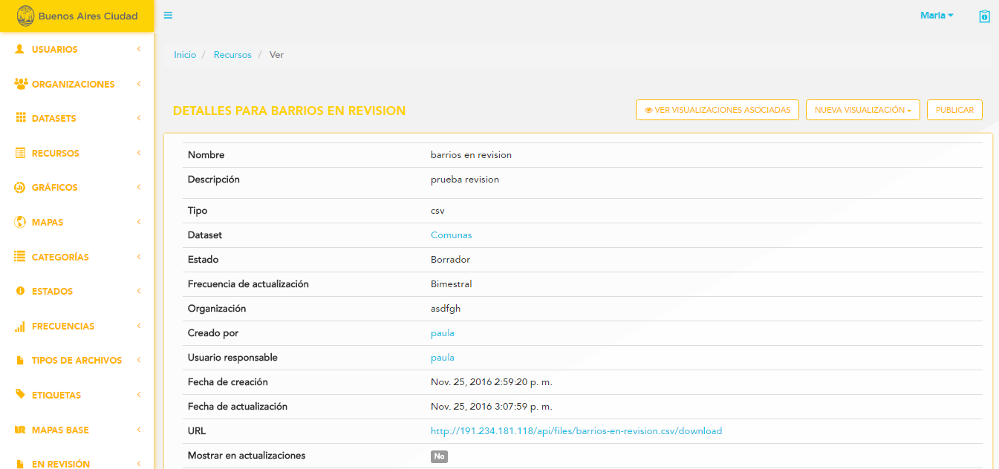 Buenos Aires Ciudad
Maria
USUARIOS
ORGANIZACIONES
DATASETS
RECURSOS
GRÁFICOS
MAPAS
CATEGORÍAS
ESTADOS
FRECUENCIAS
TIPOS DE ARCHIVOS
ETIQUETAS
MAPAS BASE
EN REVISIÓN
Inicio / Recursos / Ver
DETALLES PARA BARRIOS EN REVISION
VER VISUALIZACIONES ASOCIADAS
NUEVA VISUALIZACIÓN
PUBLICAR
Nombre barrios en revision
Descripción prueba revision
Tipo csv
Dataset Comunas
Estado Borrador
Frecuencia de actualización Bimestral
Organización asdfgh
Creado por paula
Usuario responsable paula
Fecha de creación Nov. 25, 2016 2:59:20 p. m.
Fecha de actualización Nov. 25, 2016 3:07:59 p. m.
URL http://191.234.181.118/api/files/barrios-en-revision.csv/download
Mostrar en actualizaciones No